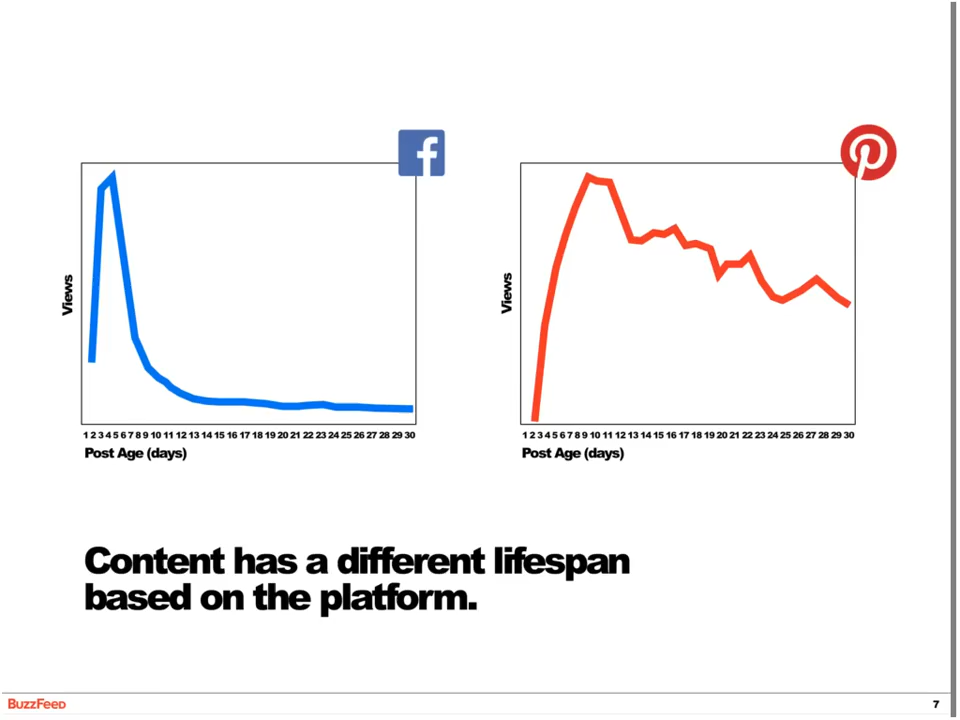 Views
1 2 3 4 5 6 7 8 9 10 11 12 13 14 15 16 17 18 19 20 21 22 23 24 25 26 27 28 29 30
Post Age (days)
Views
1 2 3 4 5 6 7 8 9 10 11 12 13 14 15 16 17 18 19 20 21 22 23 24 25 26 27 28 29 30
Post Age (days)
Content has a different lifespan
based on the platform.
BuzzFeed
7